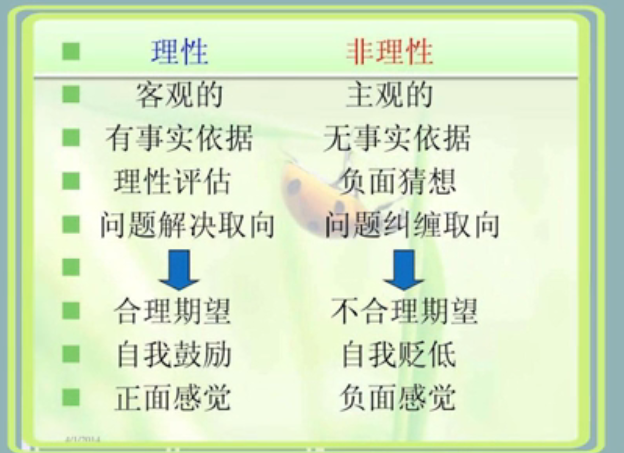 理性 非理性
客观的 主观的
有事实依据 无事实依据
理性评估 负面猜想
问题解决取向 问题纠缠取向
合理期望 不合理期望
自我鼓励 自我贬低
正面感觉 负面感觉